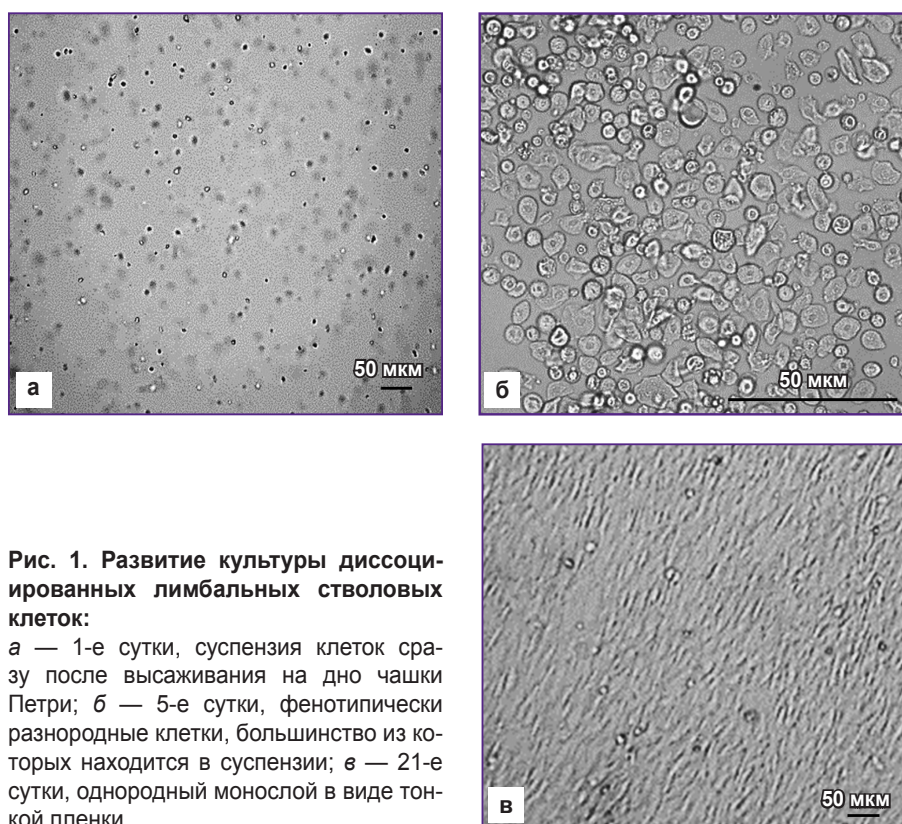 50 мкм
а
50 мкм
б
Рис. 1. Развитие культуры диссоци-
ированных лимбальных стволовых
клеток:
а — 1-е сутки, суспензия клеток сра-
зу после высаживания на дно чашки
Петри; б — 5-е сутки, фенотипически
разнородные клетки, большинство из ко-
торых находится в суспензии; в — 21-е
сутки, однородный монослой в виде тон-
кой пленки
50 мкм
в